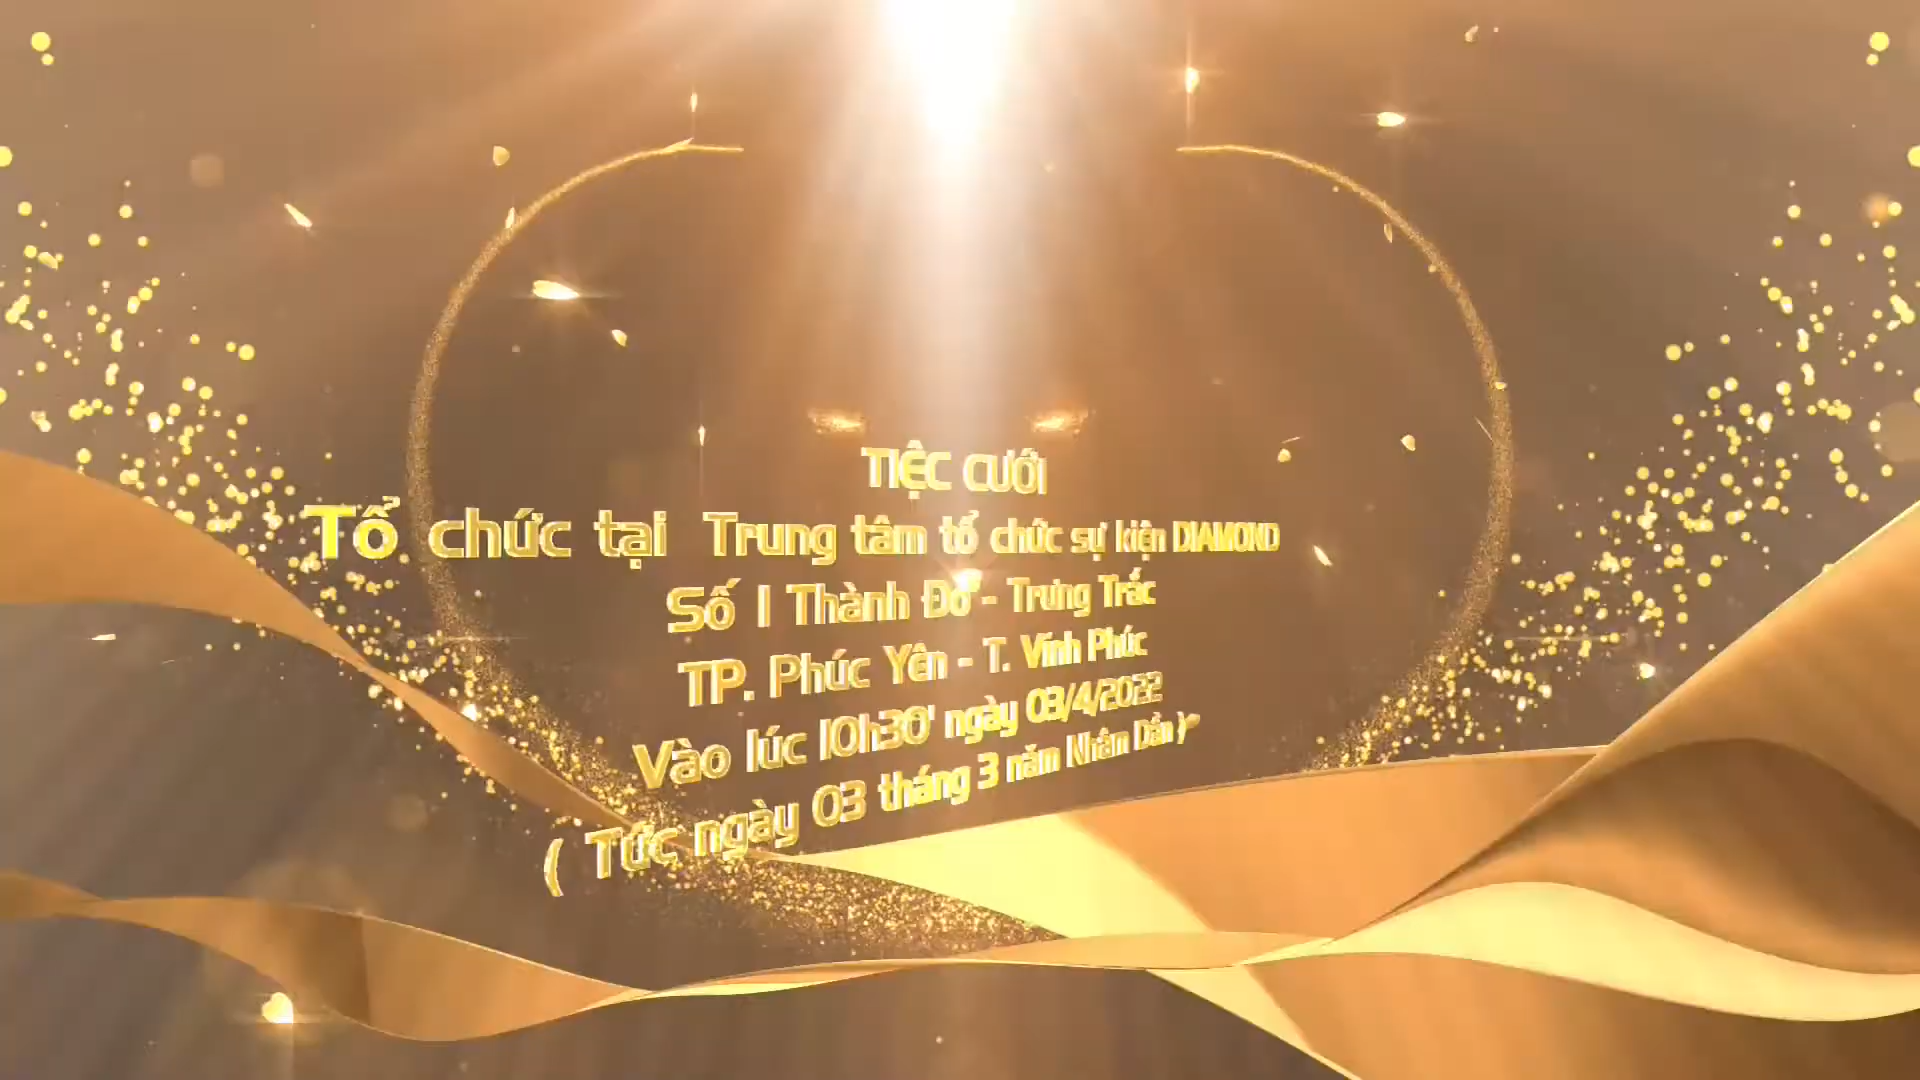 TIỆC CƯỚI
Tổ chức tại Trung tâm tổ chức sự kiện DIAMOND
Số 1 Thành Đỏ - Trưng Trắc
TP. Phúc Yên - T. Vĩnh Phúc
Vào lúc 10h30' ngày 03/4/2022
( Tức ngày 03 tháng 3 năm Nhâm Dần )